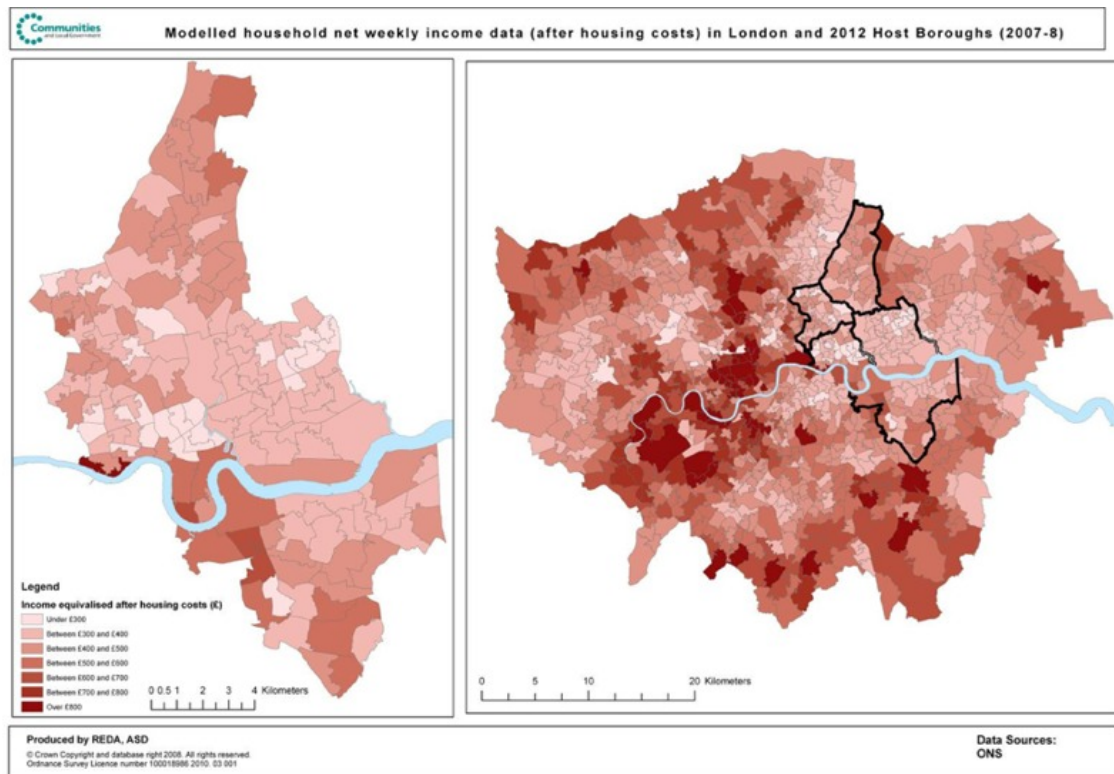 Communities
and Local Government
Modelled household net weekly income data (after housing costs) in London and 2012 Host Boroughs (2007-8)
Legend
Income equivalised after housing costs (£)
Under £300
Between £300 and £400
Between £400 and £500
Between £500 and £600
Between £600 and £700
Between £700 and £800
Over £800
0 0.5 1 2 3 4 Kilometers
0 5 10 20 Kilometers
Produced by REDA, ASD
© Crown Copyright and database right 2008. All rights reserved.
Ordnance Survey Licence number 100018986 2010. 03 001
Data Sources:
ONS